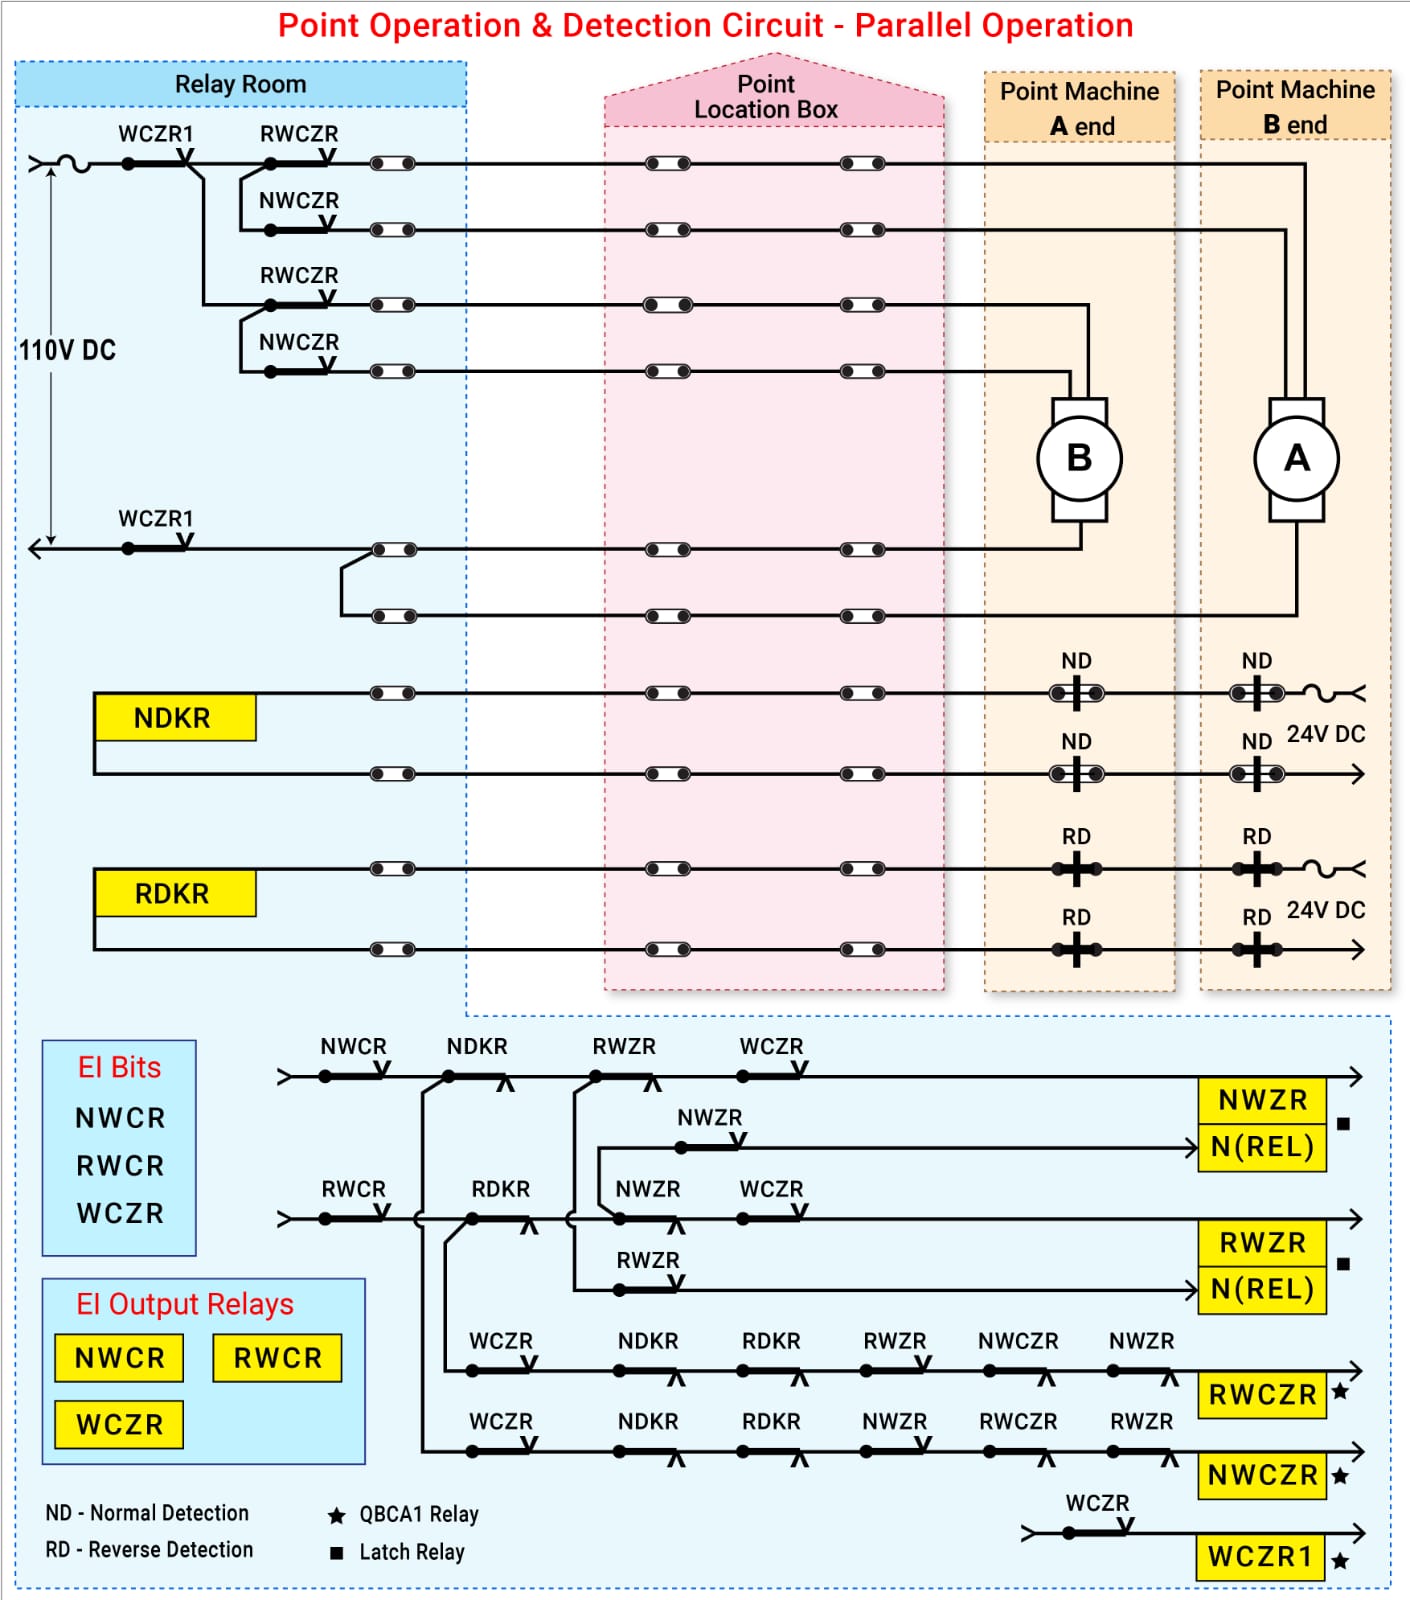 Point Operation & Detection Circuit - Parallel Operation
Relay Room
Point
Location Box
Point Machine
A end
Point Machine
B end
WCZR1
RWCZR
NWCZR
RWCZR
NWCZR
110V DC
B
A
WCZR1
ND
ND
NDKR
24V DC
ND
ND
RD
RD
RDKR
24V DC
RD
RD
EI Bits
NWCR
RWCR
WCZR
NWCR
NDKR
RWZR
WCZR
NWZR
NWZR
N(REL)
RWCR
RDKR
NWZR
WCZR
RWZR
RWZR
N(REL)
EI Output Relays
NWCR
RWCR
WCZR
WCZR
NDKR
RDKR
RWZR
NWCZR
NWZR
RWCZR
WCZR
NDKR
RDKR
NWZR
RWCZR
RWZR
NWCZR
WCZR
WCZR1
ND - Normal Detection
RD - Reverse Detection
★ QBCA1 Relay
■ Latch Relay